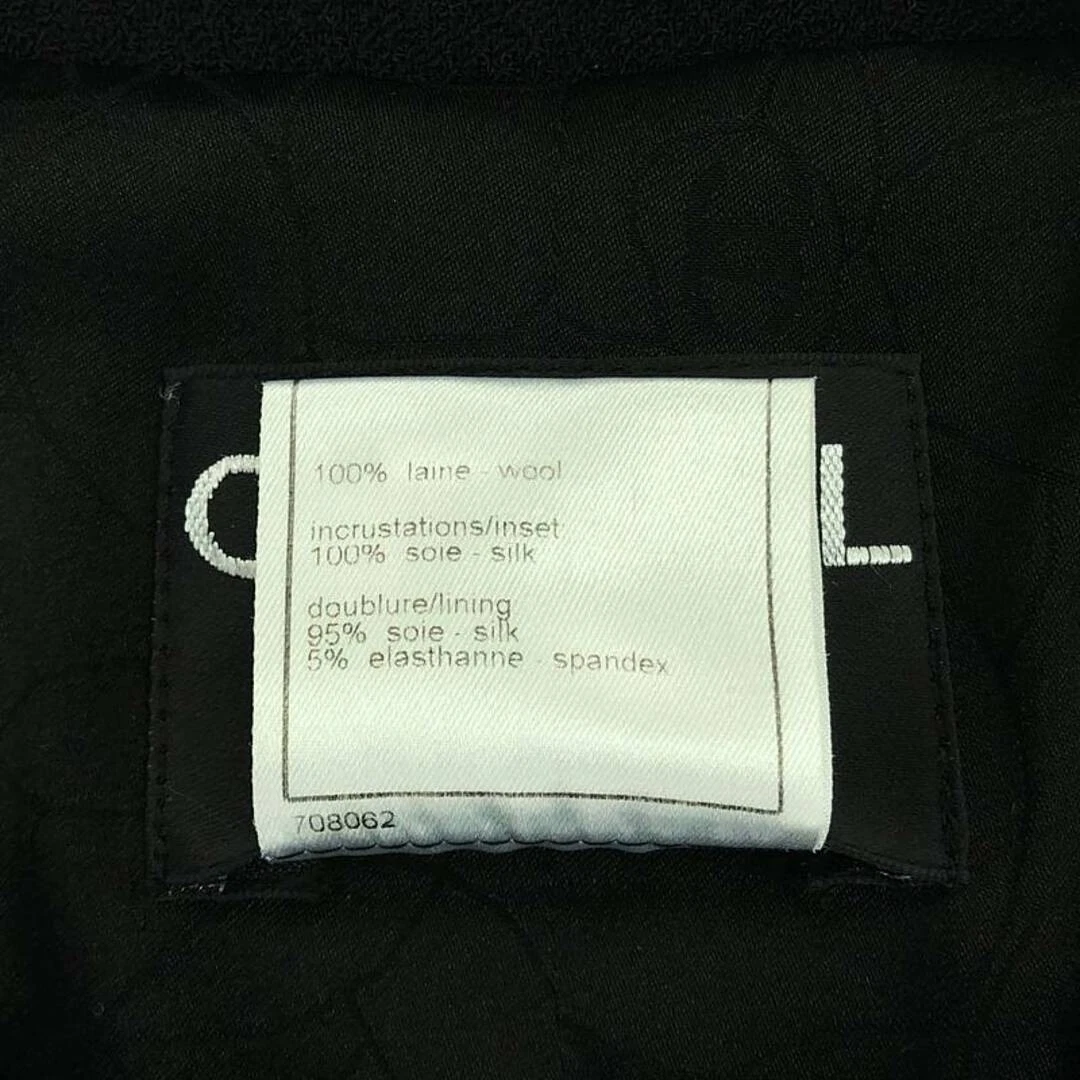 100% laine - wool
incrustations/inset
100% soie - silk
doublure/lining
95% soie - silk
5% elasthanne - spandex
708062
C L